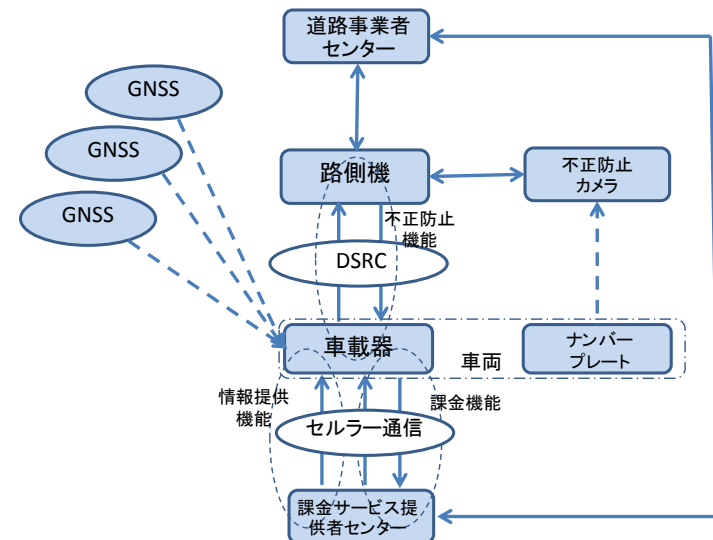 道路事業者
センター
GNSS
GNSS
GNSS
路側機
不正防止
カメラ
不正防止
機能
DSRC
車載器
車両
ナンバー
プレート
情報提供
機能
課金機能
セルラー通信
課金サービス提
供者センター